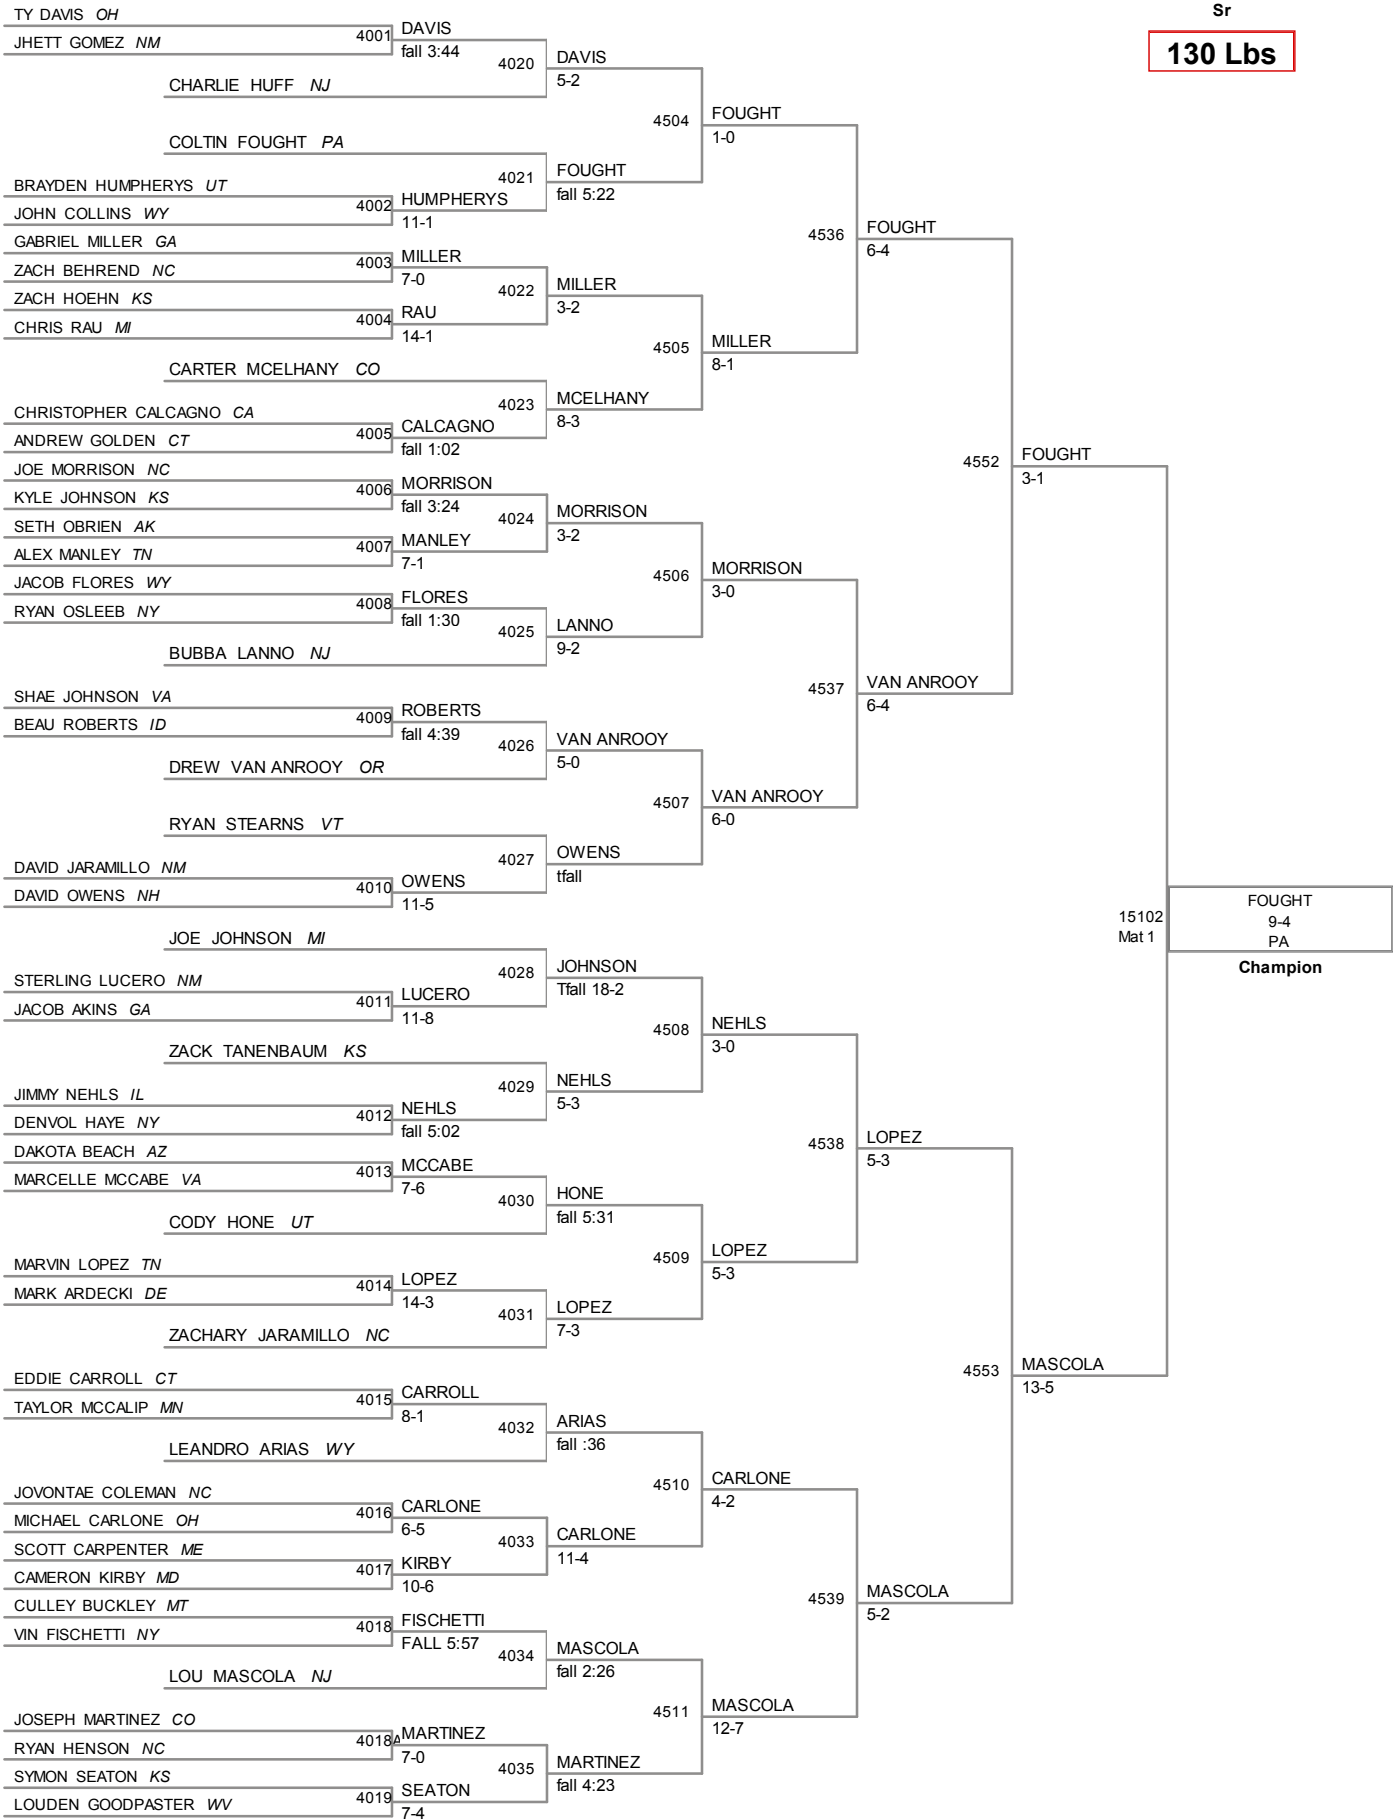 Sr
130 Lbs
TY DAVIS OH
JHETT GOMEZ NM
4001
DAVIS
fall 3:44
CHARLIE HUFF NJ
4020
DAVIS
5-2
COLTIN FOUGHT PA
BRAYDEN HUMPHERYS UT
JOHN COLLINS WY
4002
HUMPHERYS
11-1
4021
FOUGHT
fall 5:22
4504
FOUGHT
1-0
GABRIEL MILLER GA
ZACH BEHREND NC
4003
MILLER
7-0
ZACH HOEHN KS
CHRIS RAU MI
4004
RAU
14-1
4022
MILLER
3-2
CARTER MCELHANY CO
CHRISTOPHER CALCAGNO CA
ANDREW GOLDEN CT
4005
CALCAGNO
fall 1:02
4023
MCELHANY
8-3
4505
MILLER
8-1
4536
FOUGHT
6-4
JOE MORRISON NC
KYLE JOHNSON KS
4006
MORRISON
fall 3:24
SETH OBRIEN AK
ALEX MANLEY TN
4007
MANLEY
7-1
4024
MORRISON
3-2
JACOB FLORES WY
RYAN OSLEEB NY
4008
FLORES
fall 1:30
BUBBA LANNO NJ
4025
LANNO
9-2
4506
MORRISON
3-0
SHAE JOHNSON VA
BEAU ROBERTS ID
4009
ROBERTS
fall 4:39
DREW VAN ANROOY OR
4026
VAN ANROOY
5-0
RYAN STEARNS VT
DAVID JARAMILLO NM
DAVID OWENS NH
4010
OWENS
11-5
4027
OWENS
tfall
4507
VAN ANROOY
6-0
4537
VAN ANROOY
6-4
4552
FOUGHT
3-1
JOE JOHNSON MI
STERLING LUCERO NM
JACOB AKINS GA
4011
LUCERO
11-8
4028
JOHNSON
Tfall 18-2
ZACK TANENBAUM KS
JIMMY NEHLS IL
DENVOL HAYE NY
4012
NEHLS
fall 5:02
4029
NEHLS
5-3
4508
NEHLS
3-0
DAKOTA BEACH AZ
MARCELLE MCCABE VA
4013
MCCABE
7-6
CODY HONE UT
4030
HONE
fall 5:31
MARVIN LOPEZ TN
MARK ARDECKI DE
4014
LOPEZ
14-3
ZACHARY JARAMILLO NC
4031
LOPEZ
7-3
4509
LOPEZ
5-3
4538
LOPEZ
5-3
EDDIE CARROLL CT
TAYLOR MCCALIP MN
4015
CARROLL
8-1
LEANDRO ARIAS WY
4032
ARIAS
fall :36
JOVONTAE COLEMAN NC
MICHAEL CARLONE OH
4016
CARLONE
6-5
SCOTT CARPENTER ME
CAMERON KIRBY MD
4017
KIRBY
10-6
4033
CARLONE
11-4
4510
CARLONE
4-2
CULLEY BUCKLEY MT
VIN FISCHETTI NY
4018
FISCHETTI
FALL 5:57
LOU MASCOLA NJ
4034
MASCOLA
fall 2:26
JOSEPH MARTINEZ CO
RYAN HENSON NC
4018A
MARTINEZ
7-0
SYMON SEATON KS
LOUDEN GOODPASTER WV
4019
SEATON
7-4
4035
MARTINEZ
fall 4:23
4511
MASCOLA
12-7
4539
MASCOLA
5-2
4553
MASCOLA
13-5
15102
Mat 1
FOUGHT
9-4
PA
Champion